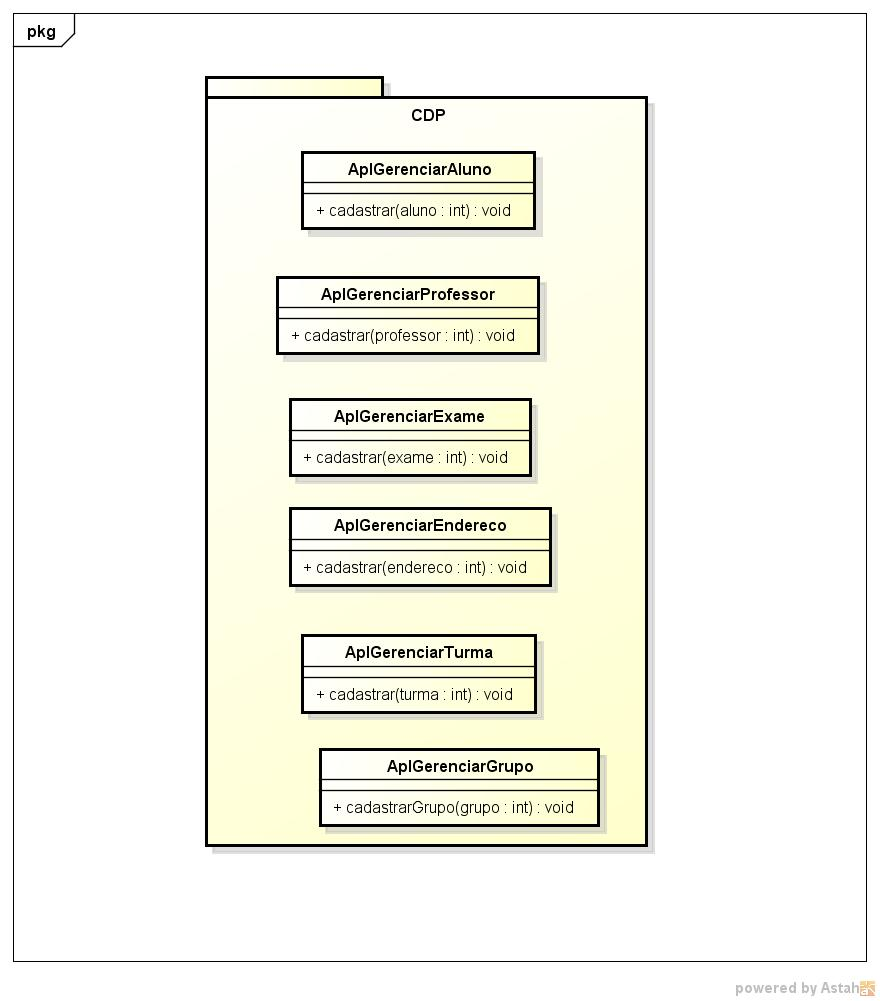 pkg
CDP
AplGerenciarAluno
+ cadastrar(aluno : int) : void
AplGerenciarProfessor
+ cadastrar(professor : int) : void
AplGerenciarExame
+ cadastrar(exame : int) : void
AplGerenciarEndereco
+ cadastrar(endereco : int) : void
AplGerenciarTurma
+ cadastrar(turma : int) : void
AplGerenciarGrupo
+ cadastrarGrupo(grupo : int) : void
powered by Astah